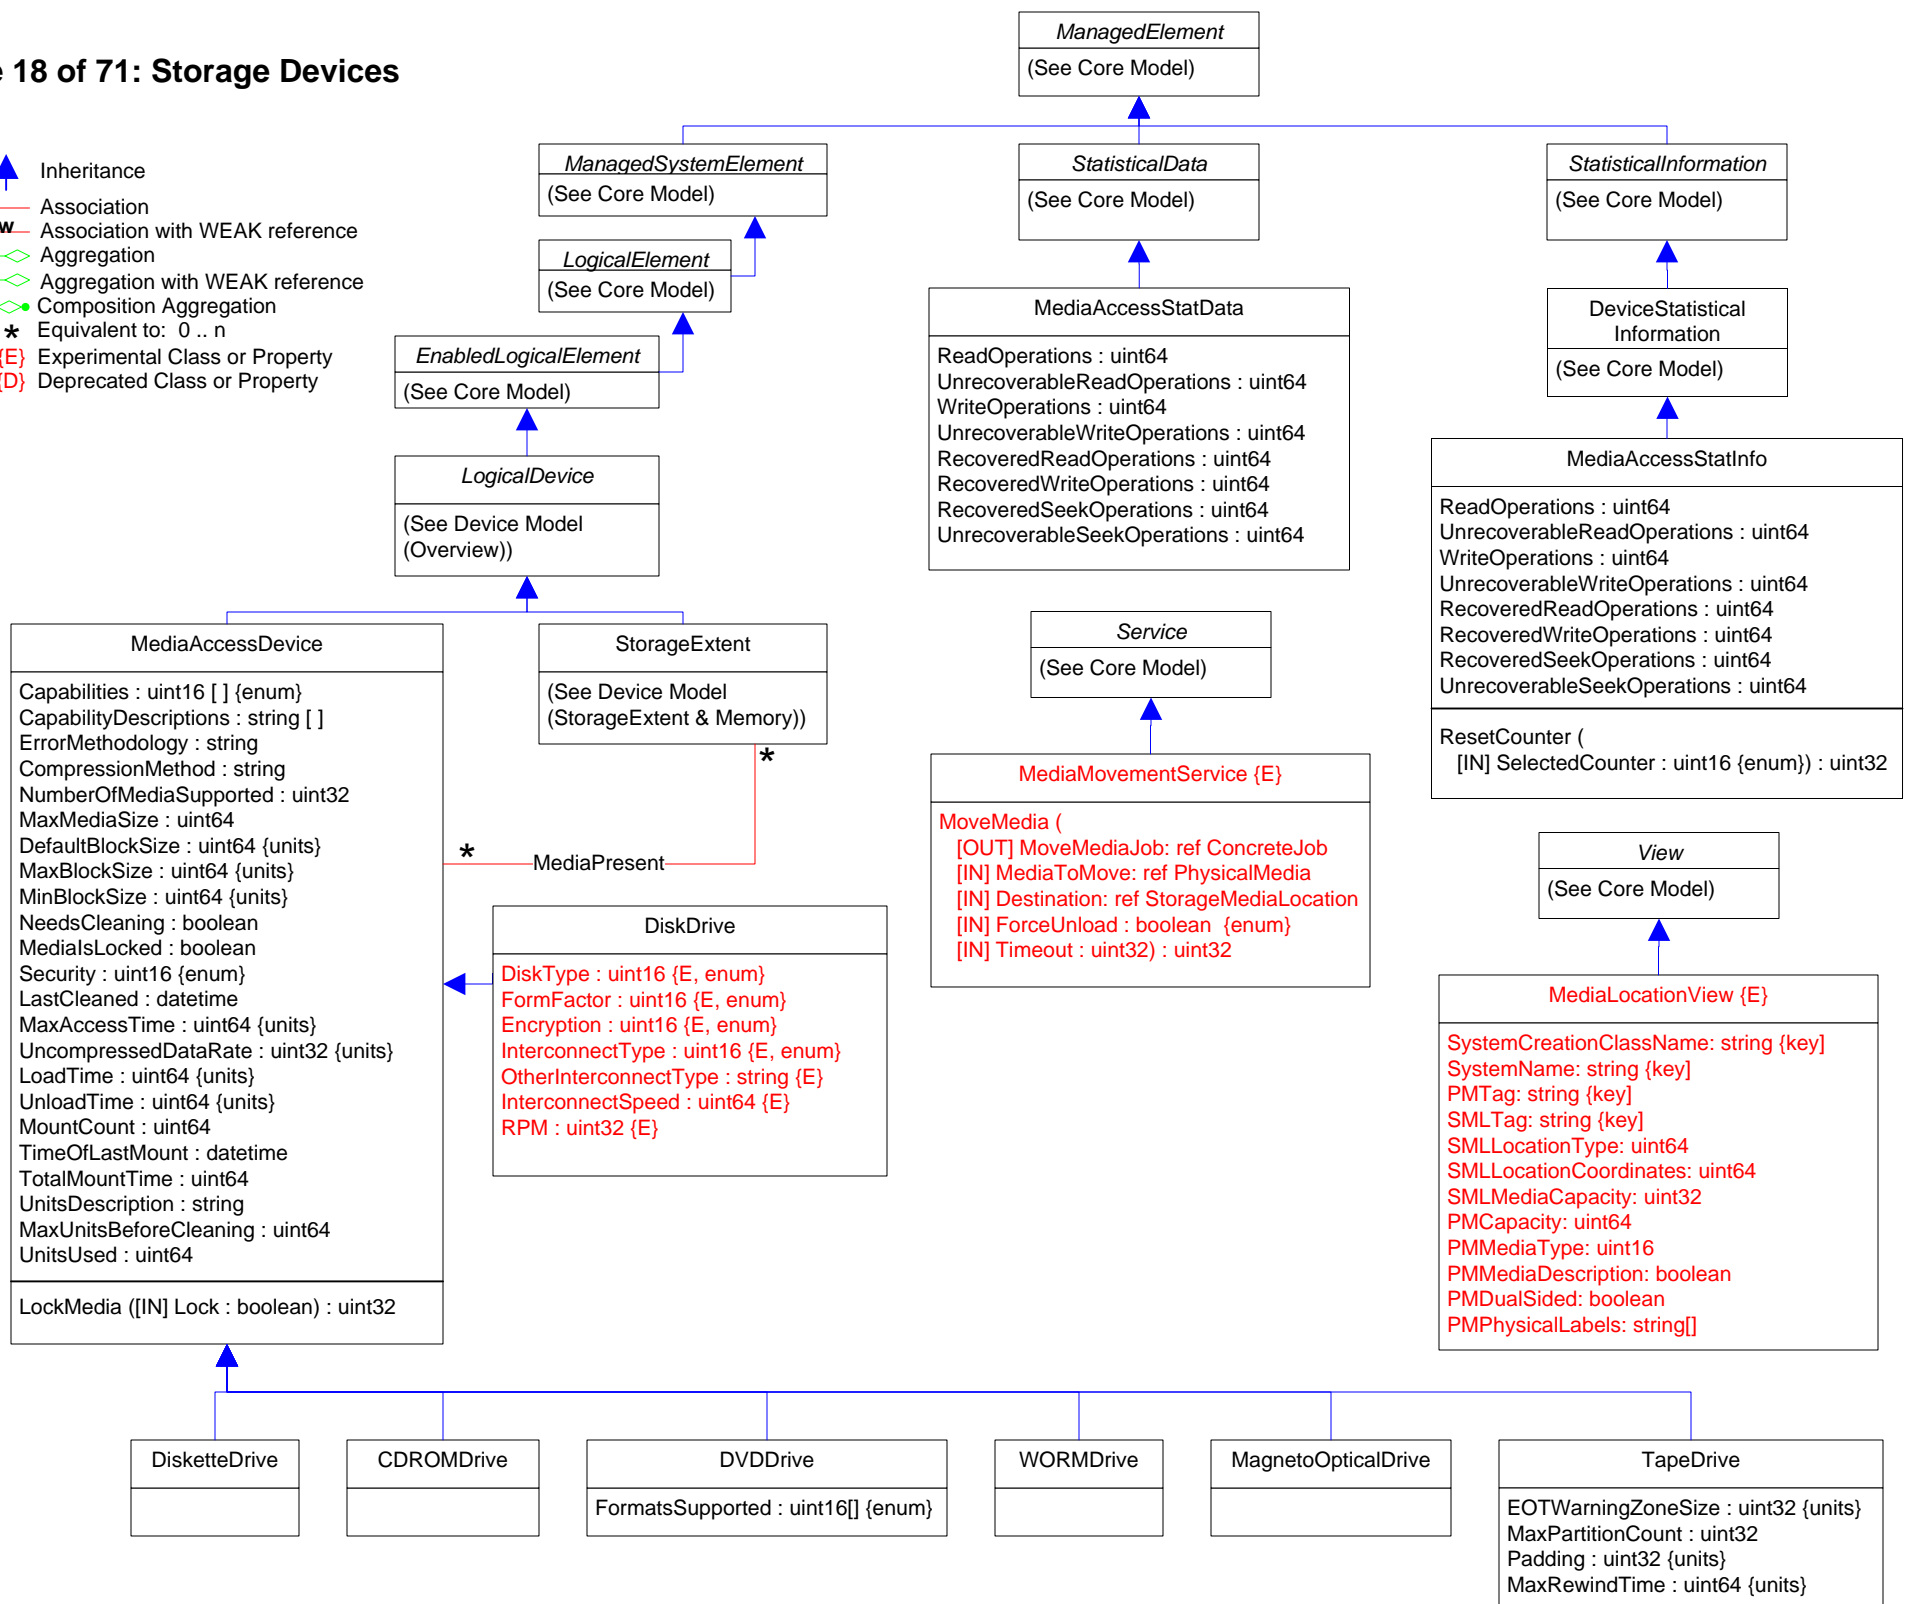 e 18 of 71: Storage Devices
Inheritance
Association
w Association with WEAK reference
Aggregation
Aggregation with WEAK reference
Composition Aggregation
* Equivalent to: 0 .. n
{E} Experimental Class or Property
{D} Deprecated Class or Property
ManagedElement
(See Core Model)
ManagedSystemElement
(See Core Model)
StatisticalData
(See Core Model)
StatisticalInformation
(See Core Model)
LogicalElement
(See Core Model)
EnabledLogicalElement
(See Core Model)
LogicalDevice
(See Device Model
(Overview))
MediaAccessStatData
ReadOperations : uint64
UnrecoverableReadOperations : uint64
WriteOperations : uint64
UnrecoverableWriteOperations : uint64
RecoveredReadOperations : uint64
RecoveredWriteOperations : uint64
RecoveredSeekOperations : uint64
UnrecoverableSeekOperations : uint64
DeviceStatistical
Information
(See Core Model)
MediaAccessStatInfo
ReadOperations : uint64
UnrecoverableReadOperations : uint64
WriteOperations : uint64
UnrecoverableWriteOperations : uint64
RecoveredReadOperations : uint64
RecoveredWriteOperations : uint64
RecoveredSeekOperations : uint64
UnrecoverableSeekOperations : uint64
ResetCounter (
[IN] SelectedCounter : uint16 {enum}) : uint32
MediaAccessDevice
Capabilities : uint16 [ ] {enum}
CapabilityDescriptions : string [ ]
ErrorMethodology : string
CompressionMethod : string
NumberOfMediaSupported : uint32
MaxMediaSize : uint64
DefaultBlockSize : uint64 {units}
MaxBlockSize : uint64 {units}
MinBlockSize : uint64 {units}
NeedsCleaning : boolean
MediaIsLocked : boolean
Security : uint16 {enum}
LastCleaned : datetime
MaxAccessTime : uint64 {units}
UncompressedDataRate : uint32 {units}
LoadTime : uint64 {units}
UnloadTime : uint64 {units}
MountCount : uint64
TimeOfLastMount : datetime
TotalMountTime : uint64
UnitsDescription : string
MaxUnitsBeforeCleaning : uint64
UnitsUsed : uint64
LockMedia ([IN] Lock : boolean) : uint32
StorageExtent
(See Device Model
(StorageExtent & Memory))
*
*
MediaPresent
DiskDrive
DiskType : uint16 {E, enum}
FormFactor : uint16 {E, enum}
Encryption : uint16 {E, enum}
InterconnectType : uint16 {E, enum}
OtherInterconnectType : string {E}
InterconnectSpeed : uint64 {E}
RPM : uint32 {E}
Service
(See Core Model)
MediaMovementService {E}
MoveMedia (
[OUT] MoveMediaJob: ref ConcreteJob
[IN] MediaToMove: ref PhysicalMedia
[IN] Destination: ref StorageMediaLocation
[IN] ForceUnload : boolean {enum}
[IN] Timeout : uint32) : uint32
View
(See Core Model)
MediaLocationView {E}
SystemCreationClassName: string {key]
SystemName: string {key]
PMTag: string {key]
SMLTag: string {key]
SMLLocationType: uint64
SMLLocationCoordinates: uint64
SMLMediaCapacity: uint32
PMCapacity: uint64
PMMediaType: uint16
PMMediaDescription: boolean
PMDualSided: boolean
PMPhysicalLabels: string[]
DisketteDrive
CDROMDrive
DVDDrive
FormatsSupported : uint16[] {enum}
WORMDrive
MagnetoOpticalDrive
TapeDrive
EOTWarningZoneSize : uint32 {units}
MaxPartitionCount : uint32
Padding : uint32 {units}
MaxRewindTime : uint64 {units}